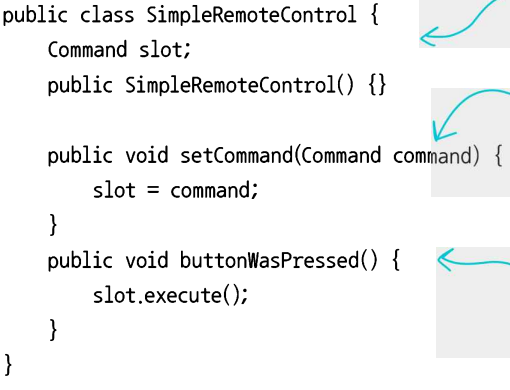 public class SimpleRemoteControl {
Command slot;
public SimpleRemoteControl() {}
public void setCommand(Command command) {
slot = command;
}
public void buttonWasPressed() {
slot.execute();
}
}